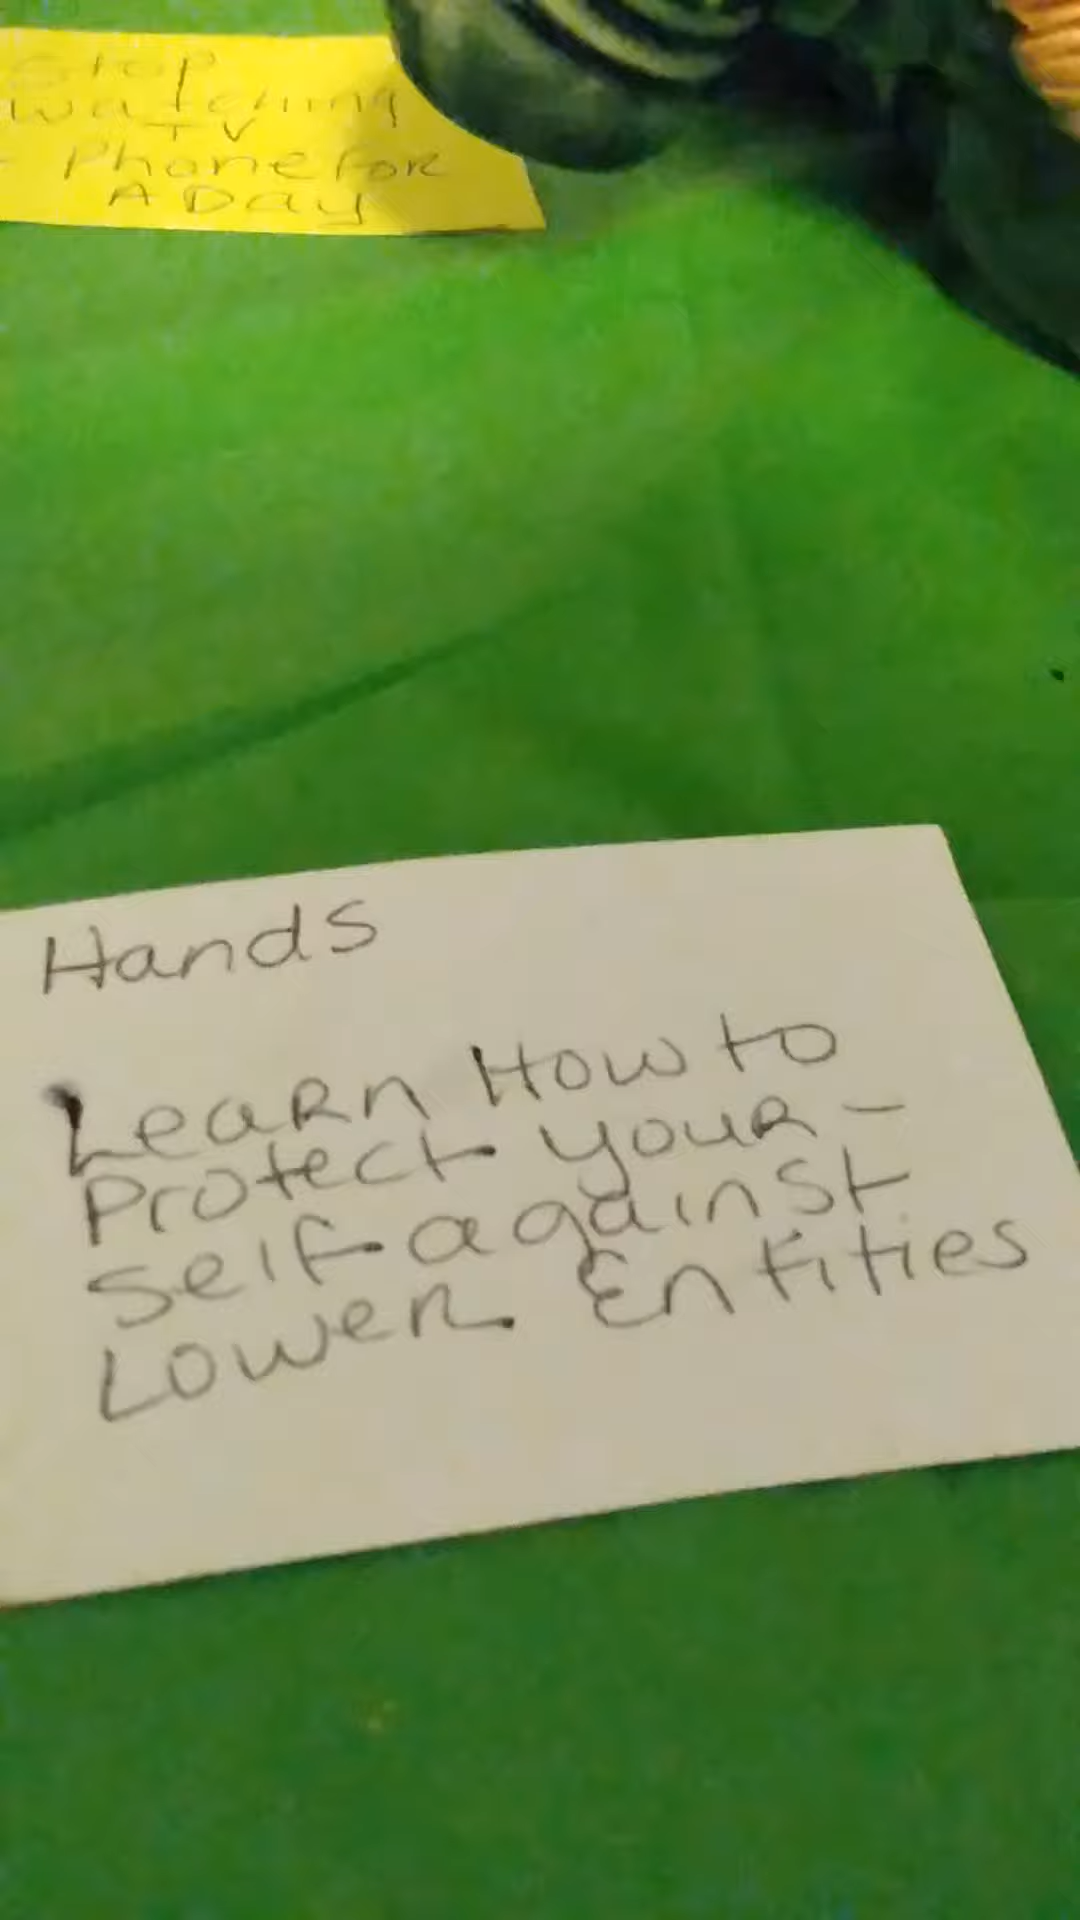 Stop
watching
TV
- Phone for
A Day
Hands
Learn How to
Protect your-
self against
Lower Entities